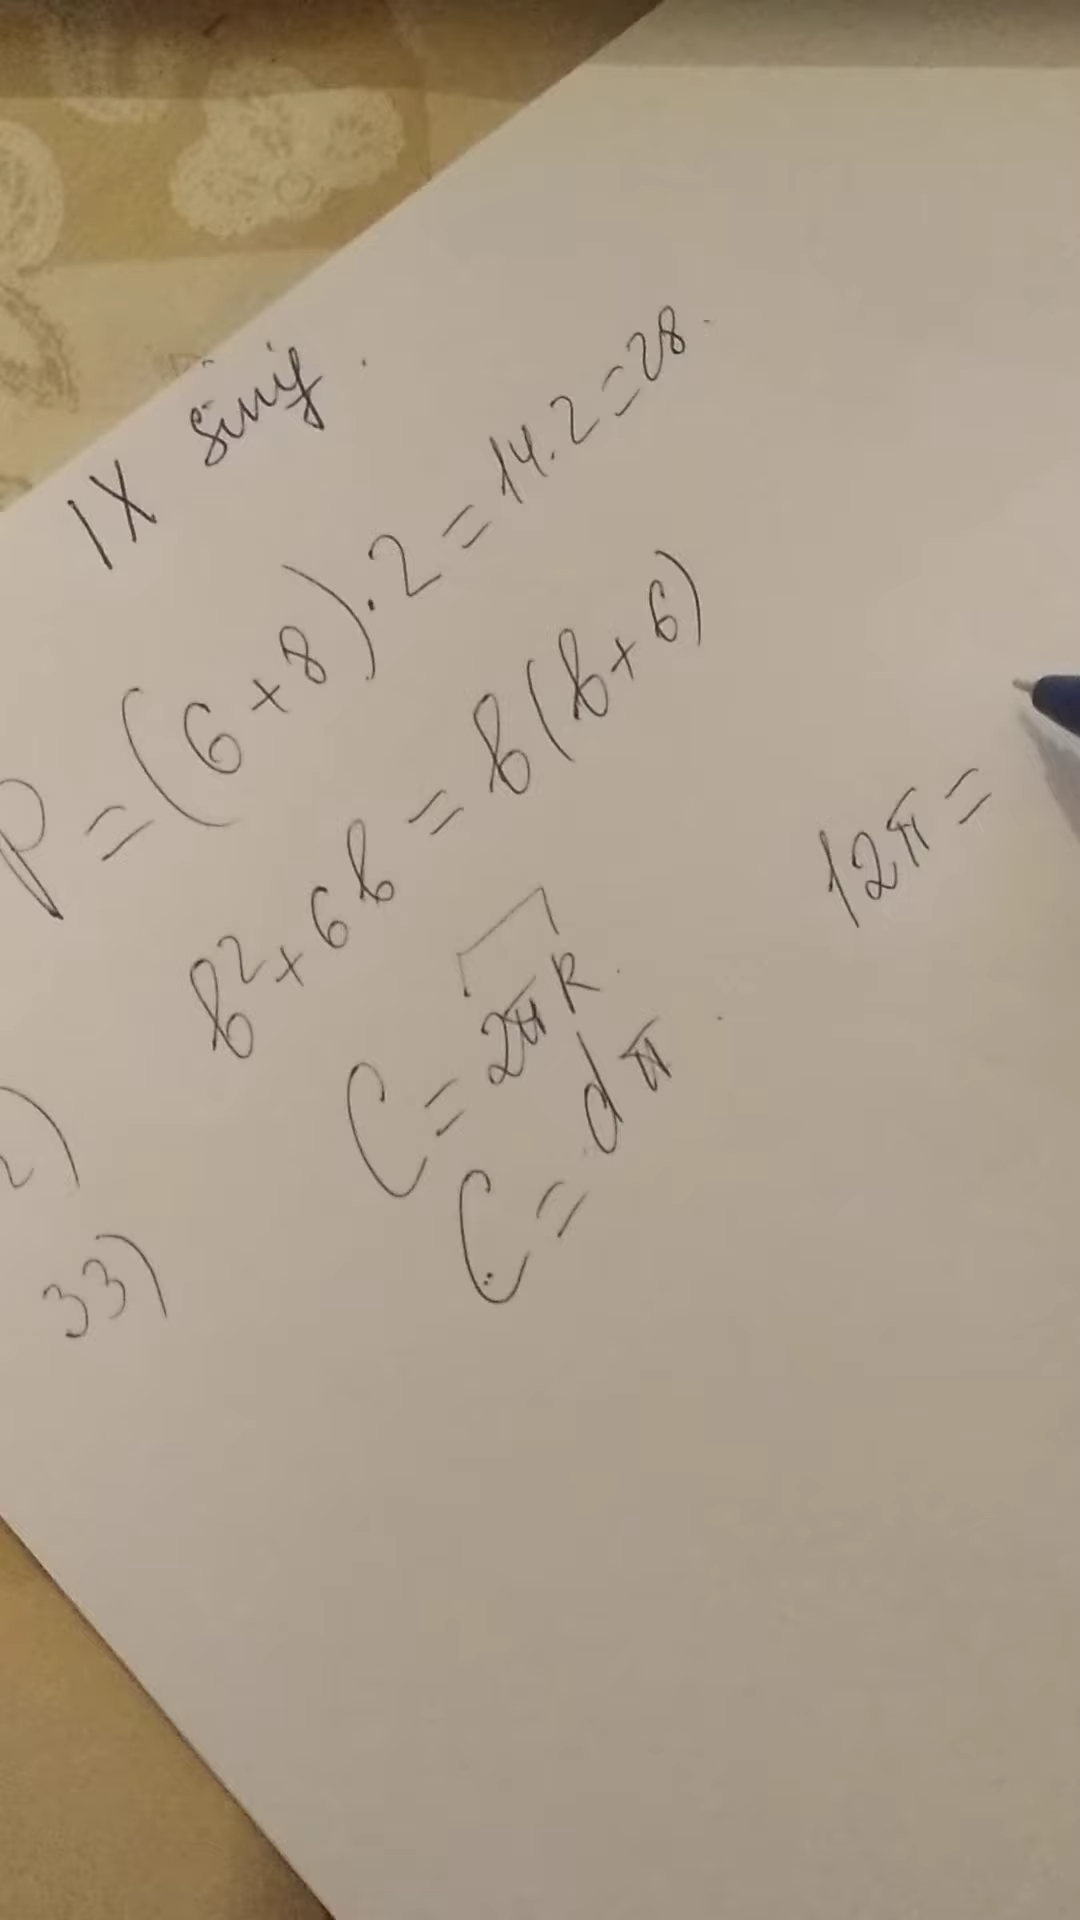 IX sinif.
P = (6 + 8) · 2 = 14 · 2 = 28.
b² + 6b = b(b + 6)
2) C = 2πR.
33) C = dπ
12π =